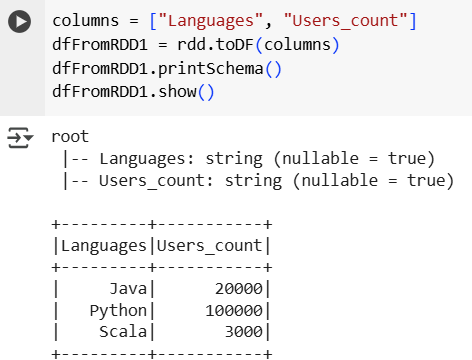 columns = ["Languages", "Users_count"]
dfFromRDD1 = rdd.toDF(columns)
dfFromRDD1.printSchema()
dfFromRDD1.show()
root
 |-- Languages: string (nullable = true)
 |-- Users_count: string (nullable = true)
+---------+-----------+
|Languages|Users_count|
+---------+-----------+
|     Java|      20000|
|   Python|     100000|
|    Scala|       3000|
+---------+-----------+